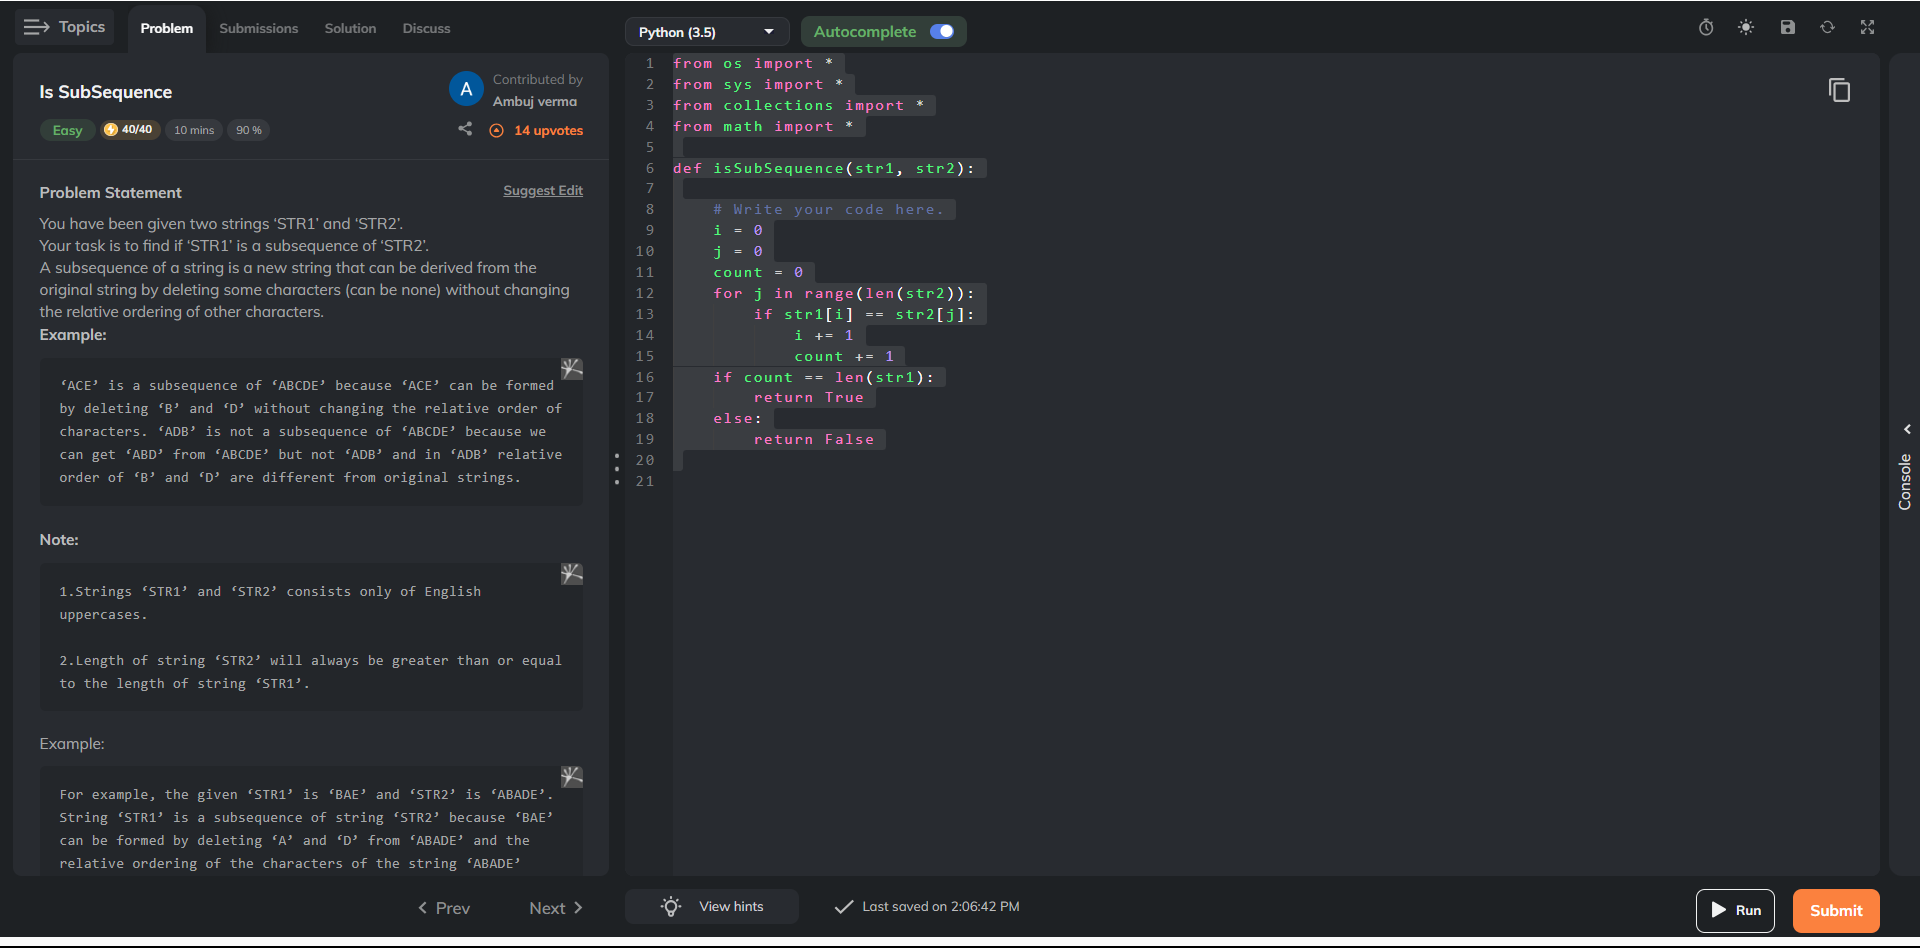 Topics
Problem
Submissions
Solution
Discuss
Is SubSequence
A
Contributed by
Ambuj verma
Easy
40/40
10 mins
90 %
14 upvotes
Problem Statement
Suggest Edit
You have been given two strings ‘STR1’ and ‘STR2’.
Your task is to find if ‘STR1’ is a subsequence of ‘STR2’.
A subsequence of a string is a new string that can be derived from the
original string by deleting some characters (can be none) without changing
the relative ordering of other characters.
Example:
‘ACE’ is a subsequence of ‘ABCDE’ because ‘ACE’ can be formed
by deleting ‘B’ and ‘D’ without changing the relative order of
characters. ‘ADB’ is not a subsequence of ‘ABCDE’ because we
can get ‘ABD’ from ‘ABCDE’ but not ‘ADB’ and in ‘ADB’ relative
order of ‘B’ and ‘D’ are different from original strings.
Note:
1.Strings ‘STR1’ and ‘STR2’ consists only of English
uppercases.
2.Length of string ‘STR2’ will always be greater than or equal
to the length of string ‘STR1’.
Example:
For example, the given ‘STR1’ is ‘BAE’ and ‘STR2’ is ‘ABADE’.
String ‘STR1’ is a subsequence of string ‘STR2’ because ‘BAE’
can be formed by deleting ‘A’ and ‘D’ from ‘ABADE’ and the
relative ordering of the characters of the string ‘ABADE’
Prev
Next
Python (3.5)
Autocomplete
1 from os import *
2 from sys import *
3 from collections import *
4 from math import *
5
6 def isSubSequence(str1, str2):
7
8     # Write your code here.
9     i = 0
10     j = 0
11     count = 0
12     for j in range(len(str2)):
13         if str1[i] == str2[j]:
14             i += 1
15             count += 1
16     if count == len(str1):
17         return True
18     else:
19         return False
20
21
Console
View hints
Last saved on 2:06:42 PM
Run
Submit